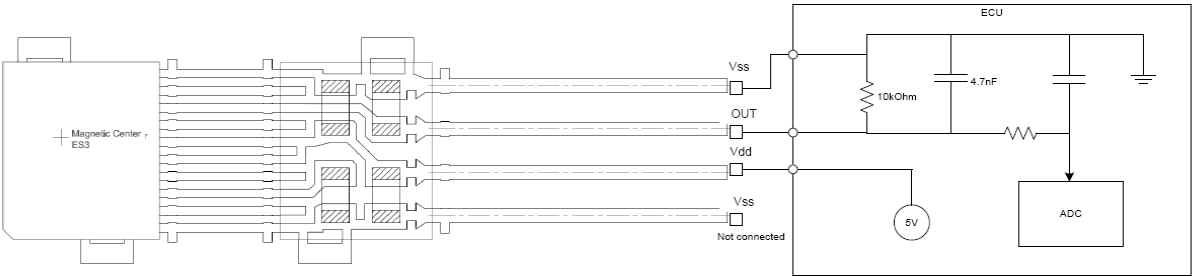 ECU
Vss
4.7nF
10kOhm
OUT
Magnetic Center
ES3
Vdd
Vss
5V
ADC
Not connected